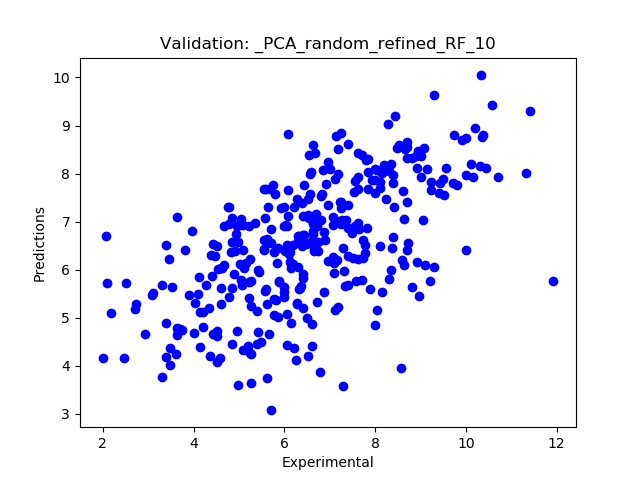 Validation: _PCA_random_refined_RF_10
10
9
8
7
6
5
4
3
Predictions
2 4 6 8 10 12
Experimental